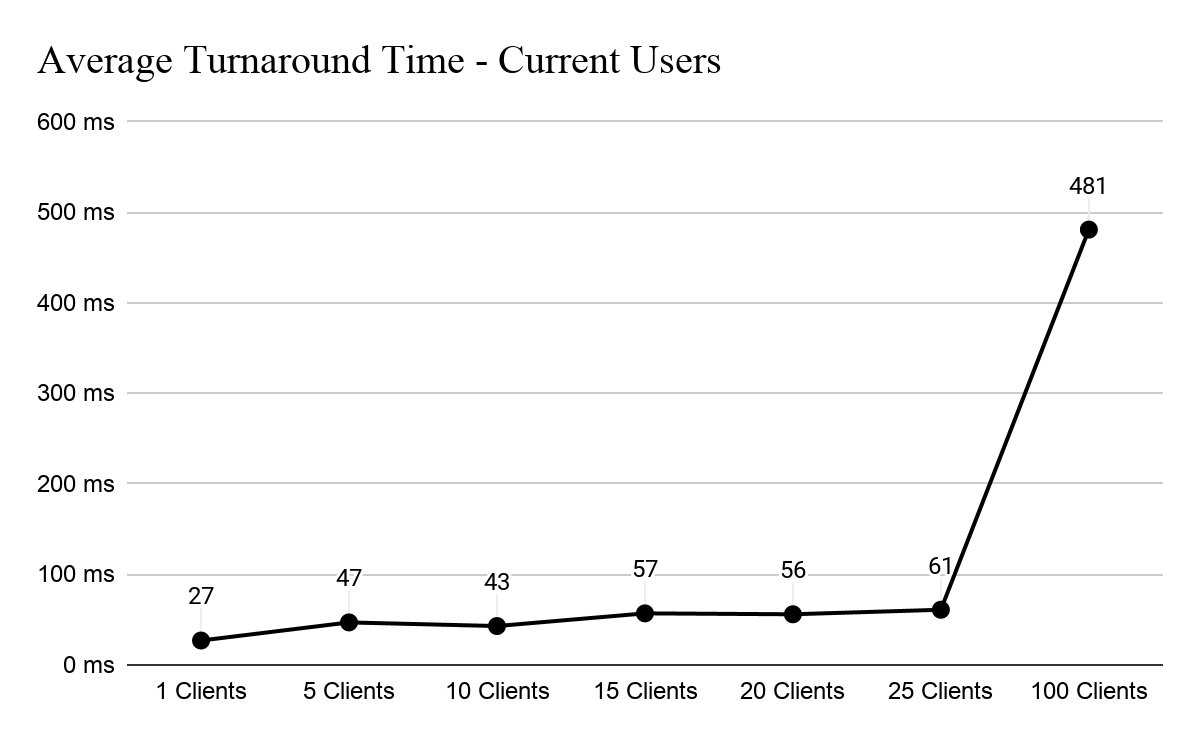 Average Turnaround Time - Current Users
600 ms
500 ms
400 ms
300 ms
200 ms
100 ms
0 ms
27
47
43
57
56
61
481
1 Clients
5 Clients
10 Clients
15 Clients
20 Clients
25 Clients
100 Clients